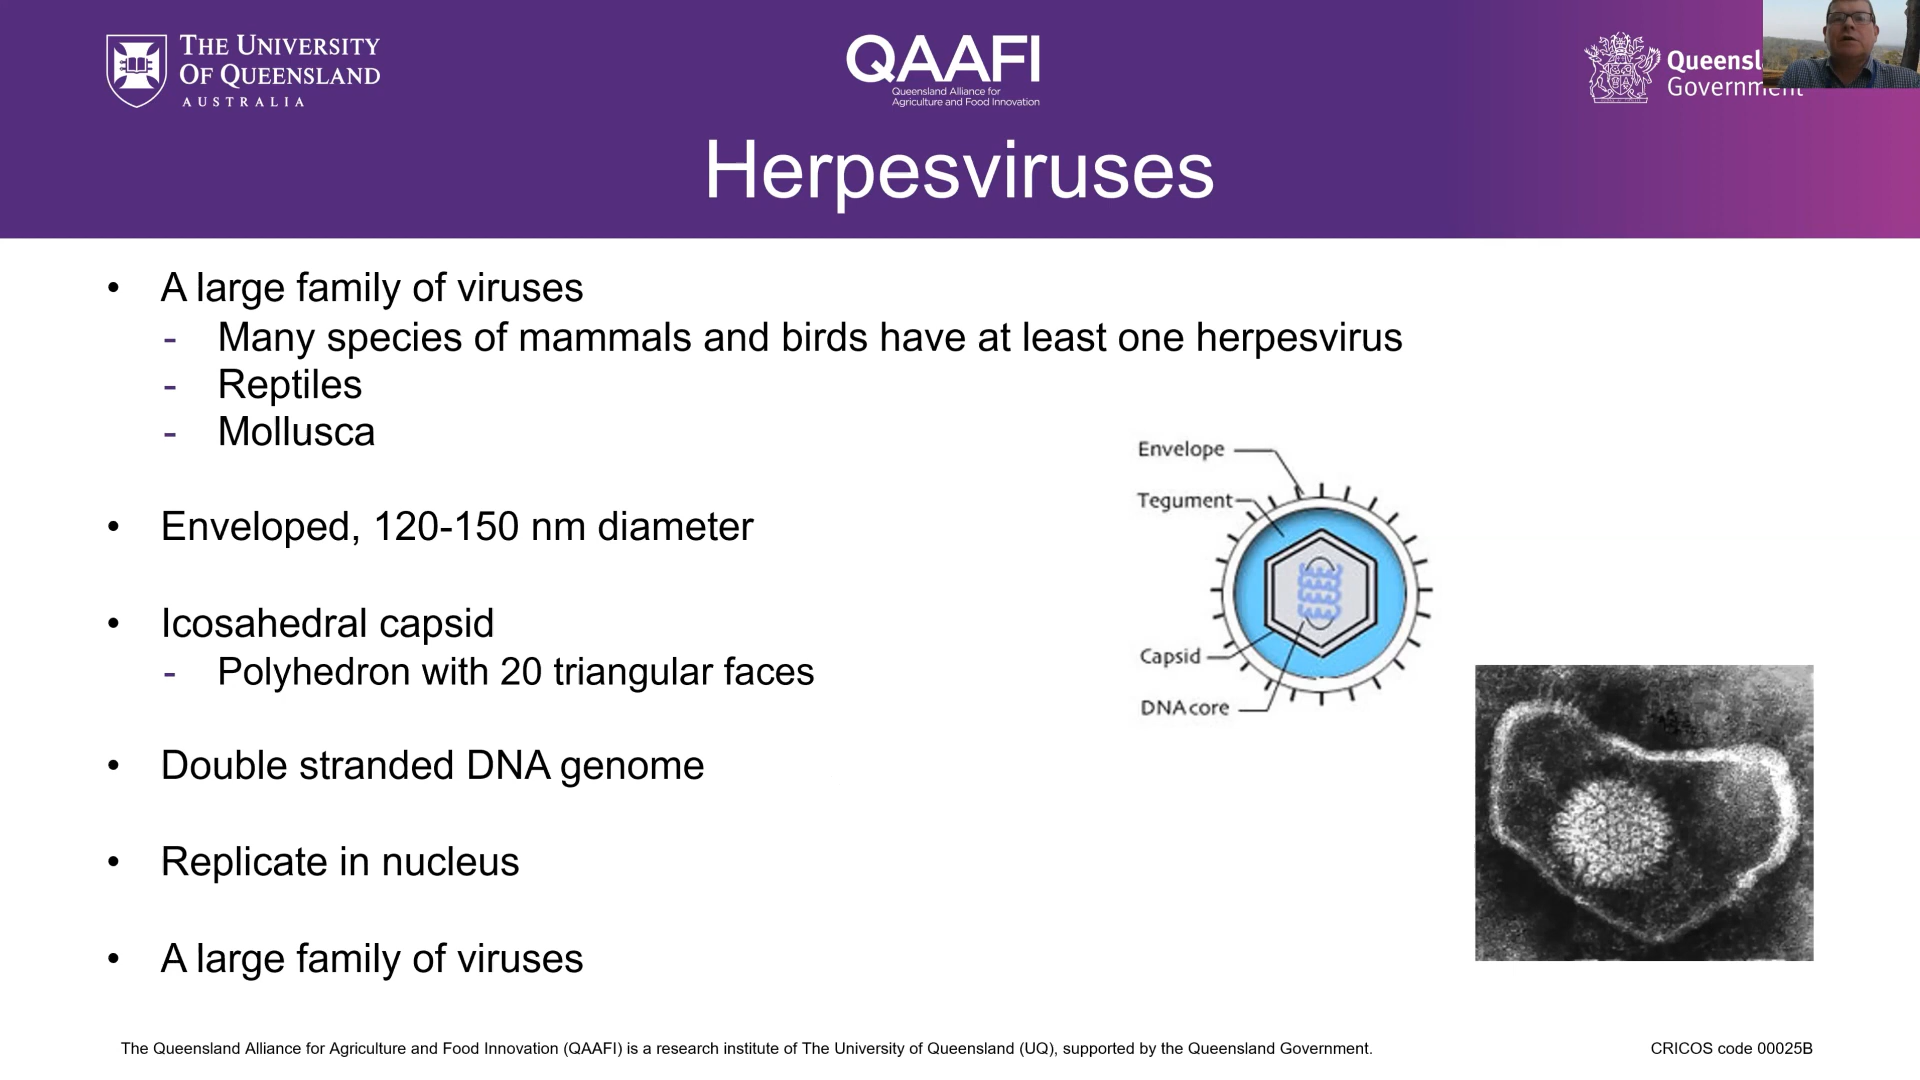 THE UNIVERSITY
OF QUEENSLAND
AUSTRALIA
QAAFI
Queensland Alliance for
Agriculture and Food Innovation
Government
Herpesviruses
• A large family of viruses
- Many species of mammals and birds have at least one herpesvirus
- Reptiles
- Mollusca
• Enveloped, 120-150 nm diameter
• Icosahedral capsid
- Polyhedron with 20 triangular faces
• Double stranded DNA genome
• Replicate in nucleus
• A large family of viruses
Envelope
Tegument
Capsid
DNA core
The Queensland Alliance for Agriculture and Food Innovation (QAAFI) is a research institute of The University of Queensland (UQ), supported by the Queensland Government.
CRICOS code 00025B